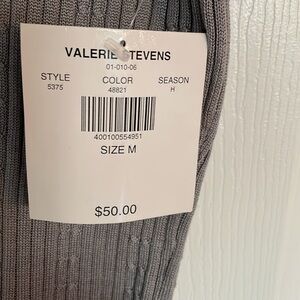 VALERIE STEVENS
01-010-06
STYLE COLOR SEASON
5375 48821 H
400100554951
SIZE M
$50.00